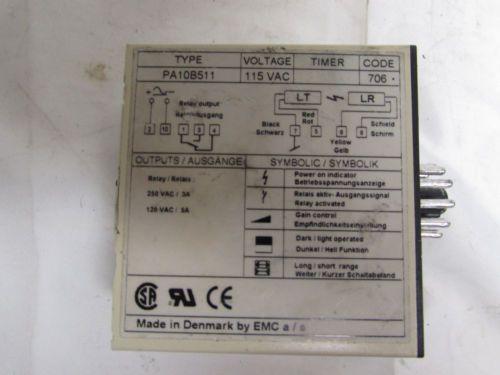 TYPE VOLTAGE TIMER CODE
PA10B511 115 VAC 706
LT LR
Relay output
Relaisausgang
Black
Schwarz
Red
Rot
Yellow
Gelb
Schield
Schirm
2 10 1 3 4 7 5 6
OUTPUTS / AUSGÄNGE
SYMBOLIC / SYMBOLIK
Relay / Relais :
250 VAC / 3A
120 VAC / 5A
Power on indicator
Betriebsspannungsanzeige
Relais aktiv- Ausgangssignal
Relay activated
Gain control
Empfindlichkeitseinstellung
Dark / light operated
Dunkel / Hell Funktion
Long / short range
Weiter / Kurzer Schaltabstand
Made in Denmark by EMC a / s